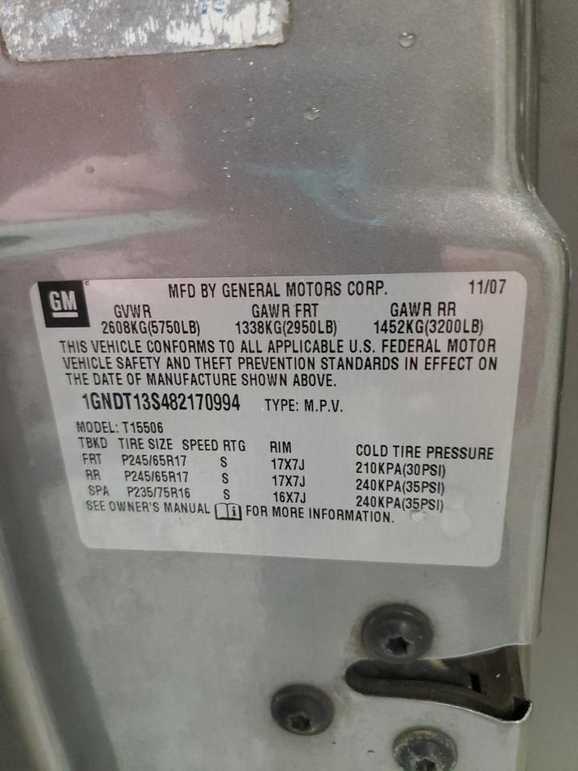 GM
MFD BY GENERAL MOTORS CORP. 11/07
GVWR GAWR FRT GAWR RR
2608KG(5750LB) 1338KG(2950LB) 1452KG(3200LB)
THIS VEHICLE CONFORMS TO ALL APPLICABLE U.S. FEDERAL MOTOR
VEHICLE SAFETY AND THEFT PREVENTION STANDARDS IN EFFECT ON
THE DATE OF MANUFACTURE SHOWN ABOVE.
1GNDT13S482170994 TYPE: M.P.V.
MODEL: T15506
TBKD TIRE SIZE SPEED RTG RIM COLD TIRE PRESSURE
FRT P245/65R17 S 17X7J 210KPA(30PSI)
RR P245/65R17 S 17X7J 240KPA(35PSI)
SPA P235/75R16 S 16X7J 240KPA(35PSI)
SEE OWNER'S MANUAL FOR MORE INFORMATION.